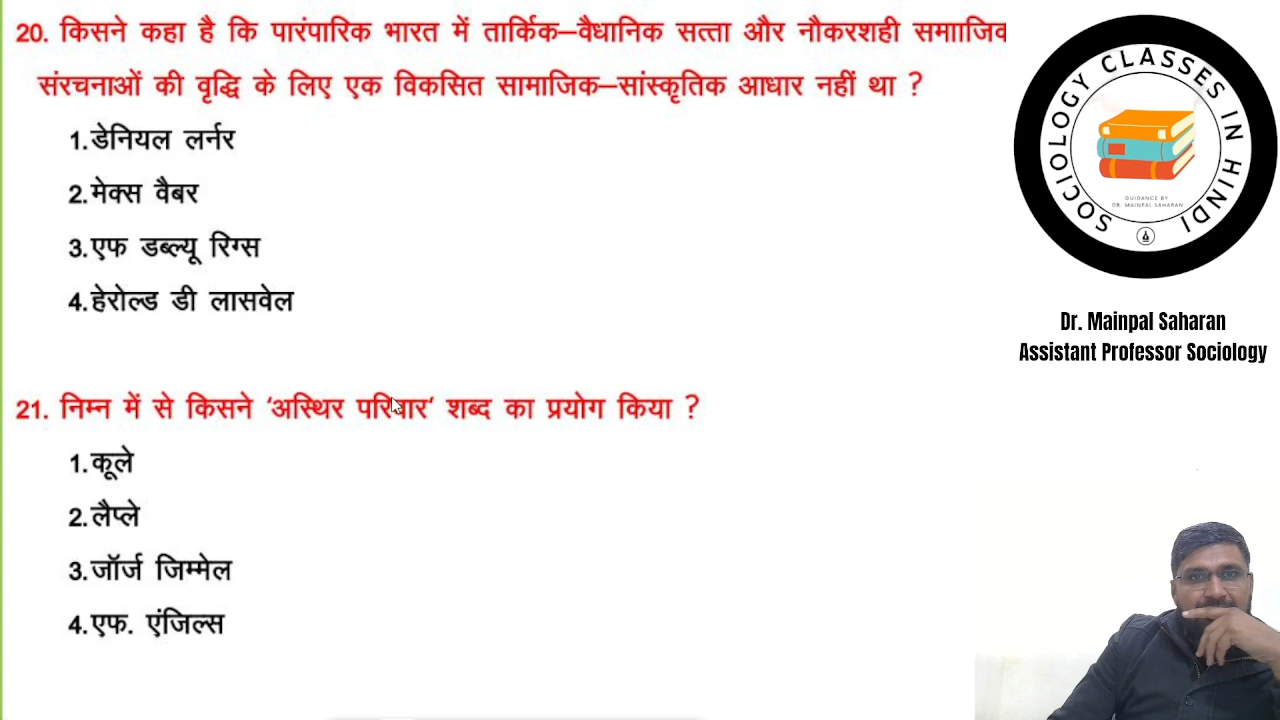 20. किसने कहा है कि पारंपारिक भारत में तार्किक–वैधानिक सत्ता और नौकरशही समााजिक
संरचनाओं की वृद्धि के लिए एक विकसित सामाजिक–सांस्कृतिक आधार नहीं था ?
1.डेनियल लर्नर
2.मेक्स वैबर
3.एफ डब्ल्यू रिग्स
4.हेरोल्ड डी लासवेल
21. निम्न में से किसने ‘अस्थिर परिवार’ शब्द का प्रयोग किया ?
1.कूले
2.लैप्ले
3.जॉर्ज जिम्मेल
4.एफ. एंजिल्स
SOCIOLOGY CLASSES IN HINDI
GUIDANCE BY
DR. MAINPAL SAHARAN
Dr. Mainpal Saharan
Assistant Professor Sociology